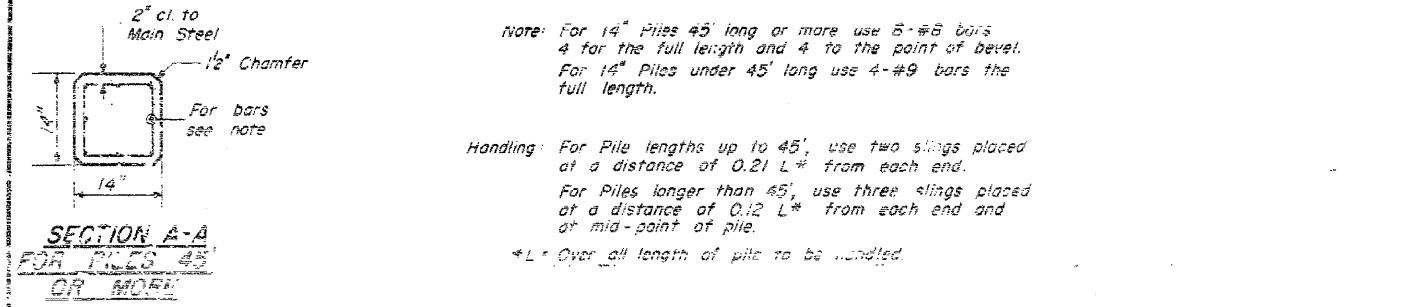 2" cl. to
Main Steel
1½" Chamfer
For bars
see note
14"
14"
SECTION A-A
FOR PILES 45'
OR MORE
Note: For 14" Piles 45' long or more use 8-#8 bars
4 for the full length and 4 to the point of bevel.
For 14" Piles under 45' long use 4-#9 bars the
full length.
Handling: For Pile lengths up to 45', use two slings placed
at a distance of 0.21 L* from each end.
For Piles longer than 45', use three slings placed
at a distance of 0.12 L* from each end and
at mid-point of pile.
*L = Over all length of pile to be handled.